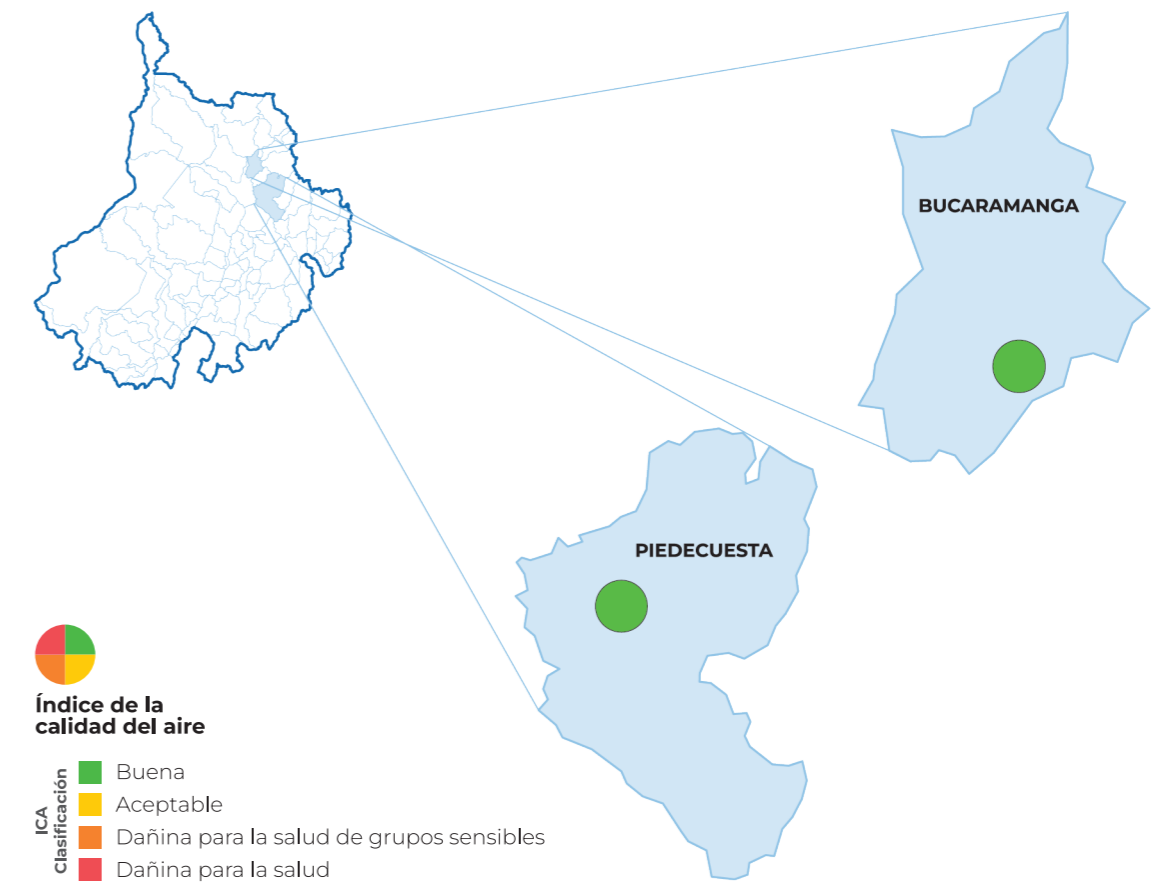 BUCARAMANGA
PIEDECUESTA
Índice de la
calidad del aire
ICA
Clasificación
Buena
Aceptable
Dañina para la salud de grupos sensibles
Dañina para la salud